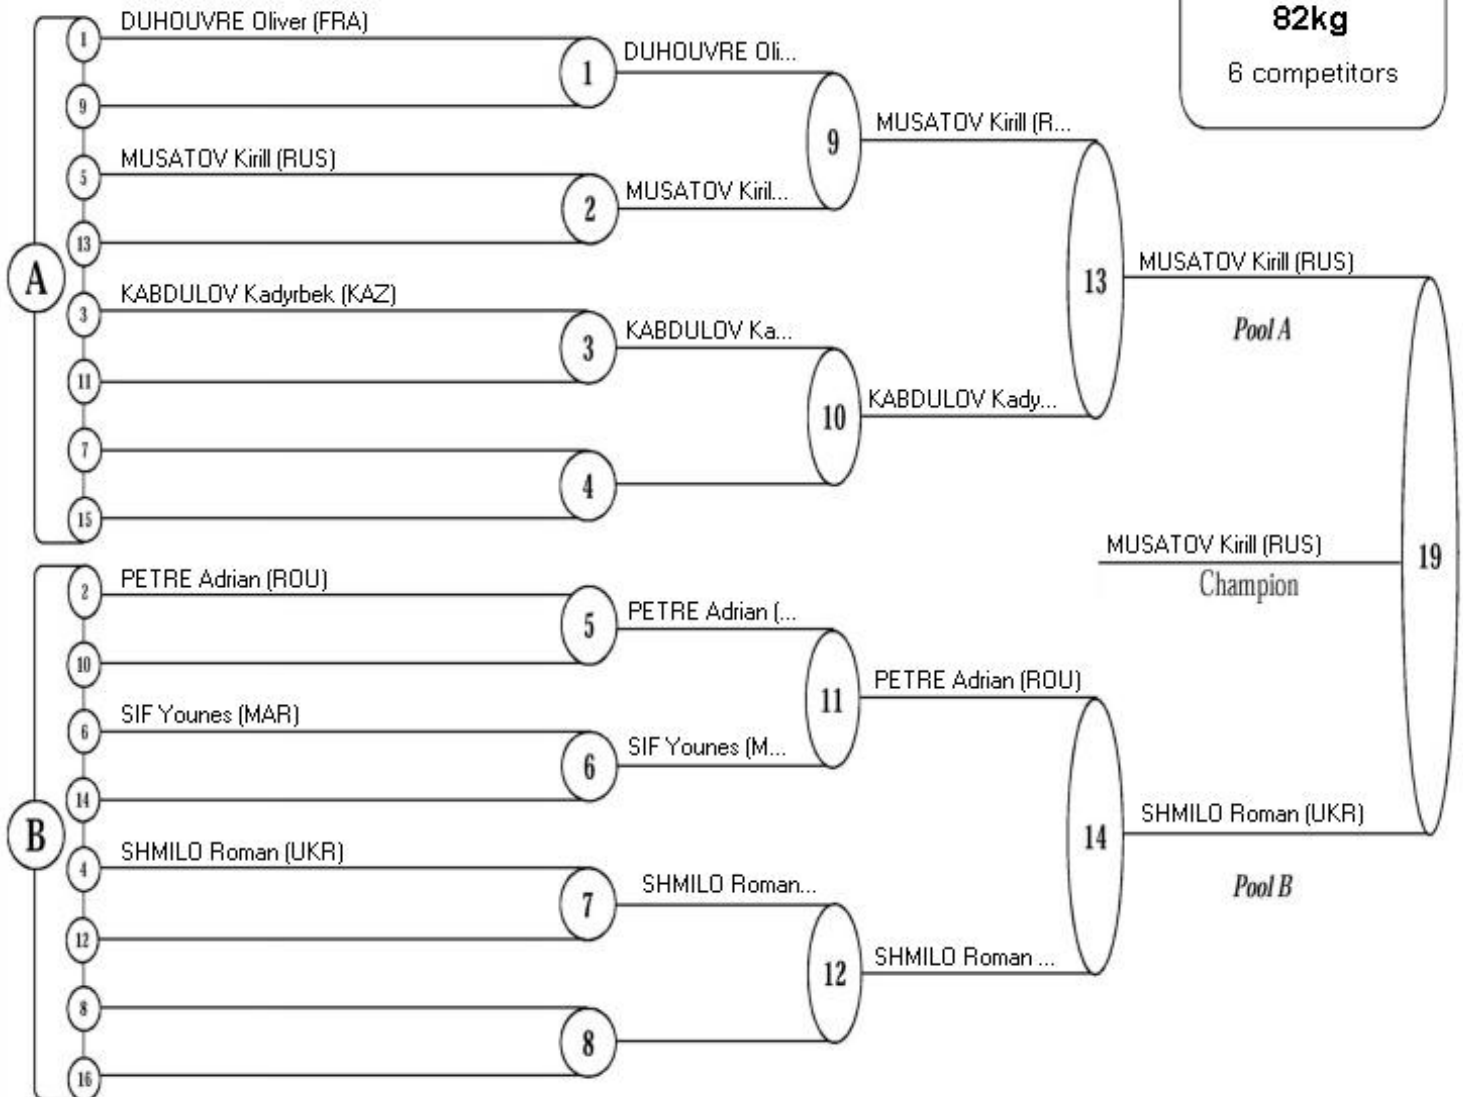 82kg
6 competitors
A
1
DUHOUVRE Oliver (FRA)
9
1
DUHOUVRE Oli...
5
MUSATOV Kirill (RUS)
13
2
MUSATOV Kiril...
9
MUSATOV Kirill (R...
3
KABDULOV Kadyrbek (KAZ)
11
3
KABDULOV Ka...
7
15
4
10
KABDULOV Kady...
13
MUSATOV Kirill (RUS)
Pool A
B
2
PETRE Adrian (ROU)
10
5
PETRE Adrian (...
6
SIF Younes (MAR)
14
6
SIF Younes (M...
11
PETRE Adrian (ROU)
4
SHMILO Roman (UKR)
12
7
SHMILO Roman...
8
16
8
12
SHMILO Roman ...
14
SHMILO Roman (UKR)
Pool B
19
MUSATOV Kirill (RUS)
Champion